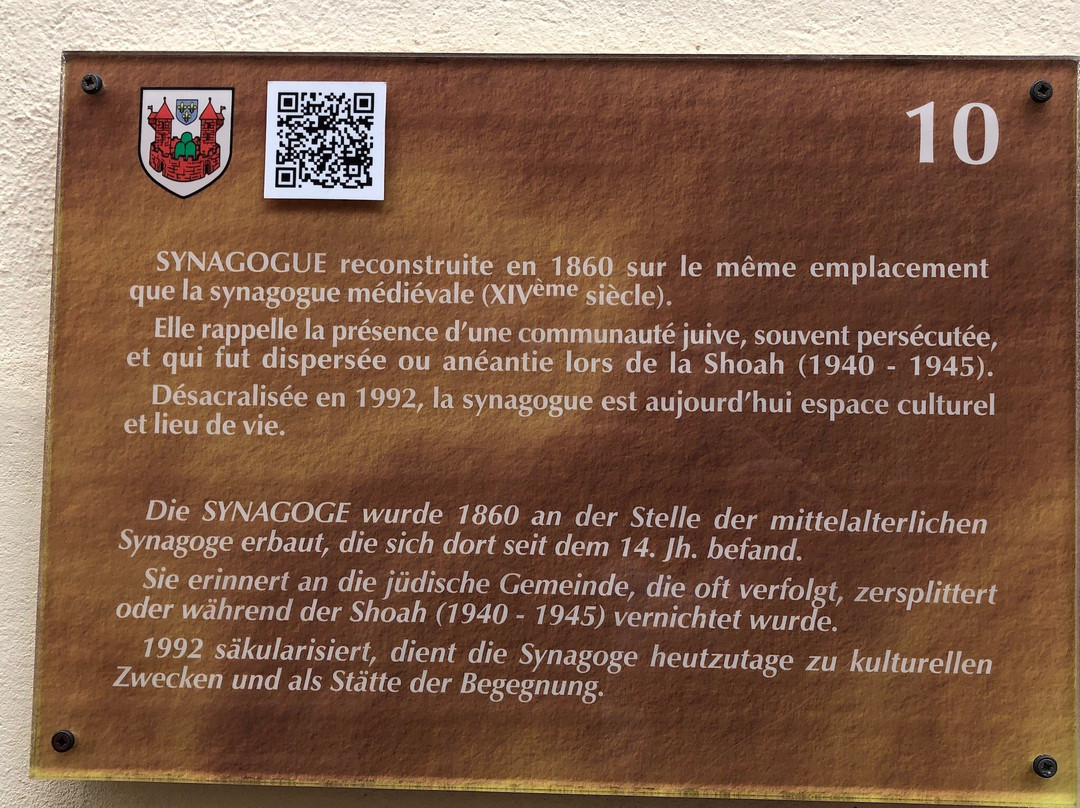 10
SYNAGOGUE reconstruite en 1860 sur le même emplacement
que la synagogue médiévale (XIVème siècle).
Elle rappelle la présence d'une communauté juive, souvent persécutée,
et qui fut dispersée ou anéantie lors de la Shoah (1940 - 1945).
Désacralisée en 1992, la synagogue est aujourd'hui espace culturel
et lieu de vie.
Die SYNAGOGE wurde 1860 an der Stelle der mittelalterlichen
Synagoge erbaut, die sich dort seit dem 14. Jh. befand.
Sie erinnert an die jüdische Gemeinde, die oft verfolgt, zersplittert
oder während der Shoah (1940 - 1945) vernichtet wurde.
1992 säkularisiert, dient die Synagoge heutzutage zu kulturellen
Zwecken und als Stätte der Begegnung.